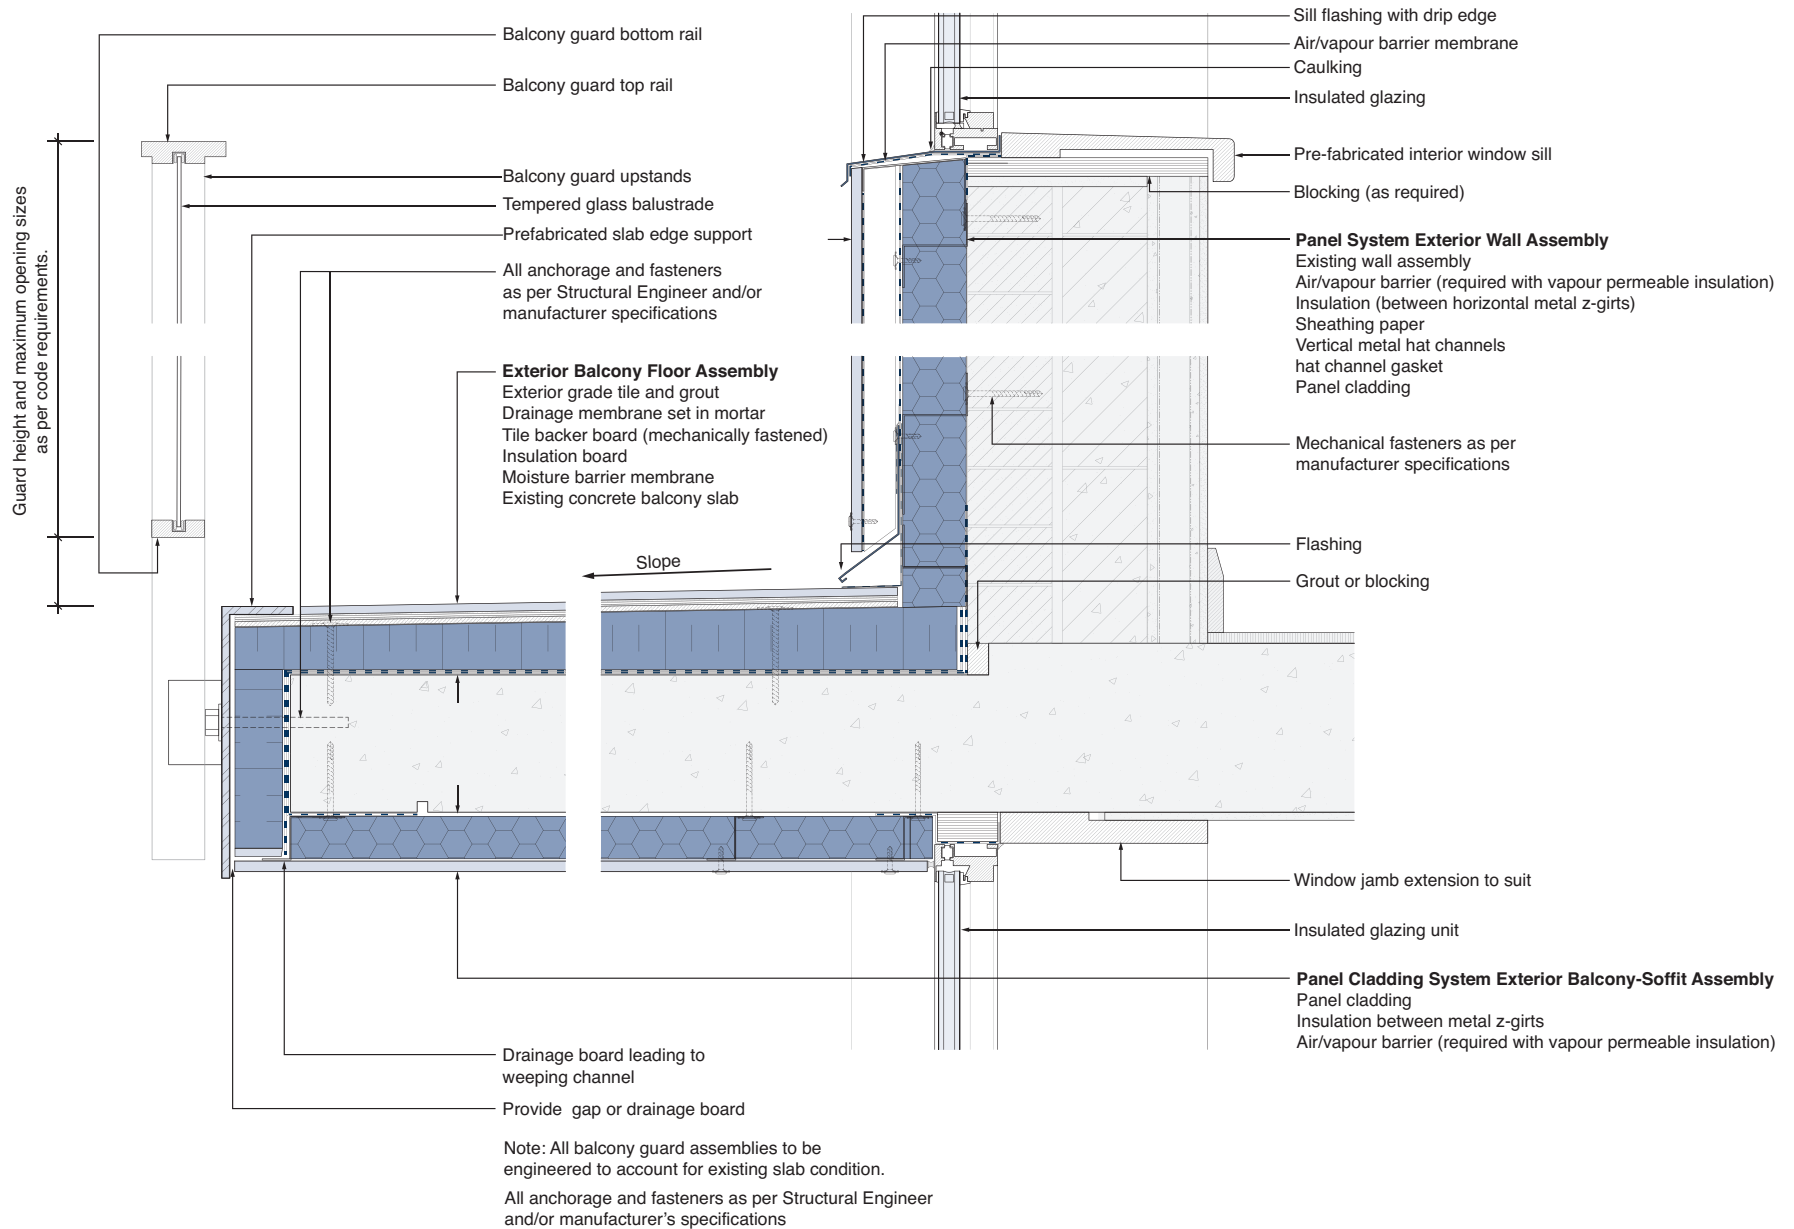 Balcony guard bottom rail
Balcony guard top rail
Balcony guard upstands
Tempered glass balustrade
Prefabricated slab edge support
All anchorage and fasteners
as per Structural Engineer and/or
manufacturer specifications
Guard height and maximum opening sizes
as per code requirements.
Exterior Balcony Floor Assembly
Exterior grade tile and grout
Drainage membrane set in mortar
Tile backer board (mechanically fastened)
Insulation board
Moisture barrier membrane
Existing concrete balcony slab
Slope
Sill flashing with drip edge
Air/vapour barrier membrane
Caulking
Insulated glazing
Pre-fabricated interior window sill
Blocking (as required)
Panel System Exterior Wall Assembly
Existing wall assembly
Air/vapour barrier (required with vapour permeable insulation)
Insulation (between horizontal metal z-girts)
Sheathing paper
Vertical metal hat channels
hat channel gasket
Panel cladding
Mechanical fasteners as per
manufacturer specifications
Flashing
Grout or blocking
Window jamb extension to suit
Insulated glazing unit
Panel Cladding System Exterior Balcony-Soffit Assembly
Panel cladding
Insulation between metal z-girts
Air/vapour barrier (required with vapour permeable insulation)
Drainage board leading to
weeping channel
Provide gap or drainage board
Note: All balcony guard assemblies to be
engineered to account for existing slab condition.
All anchorage and fasteners as per Structural Engineer
and/or manufacturer's specifications